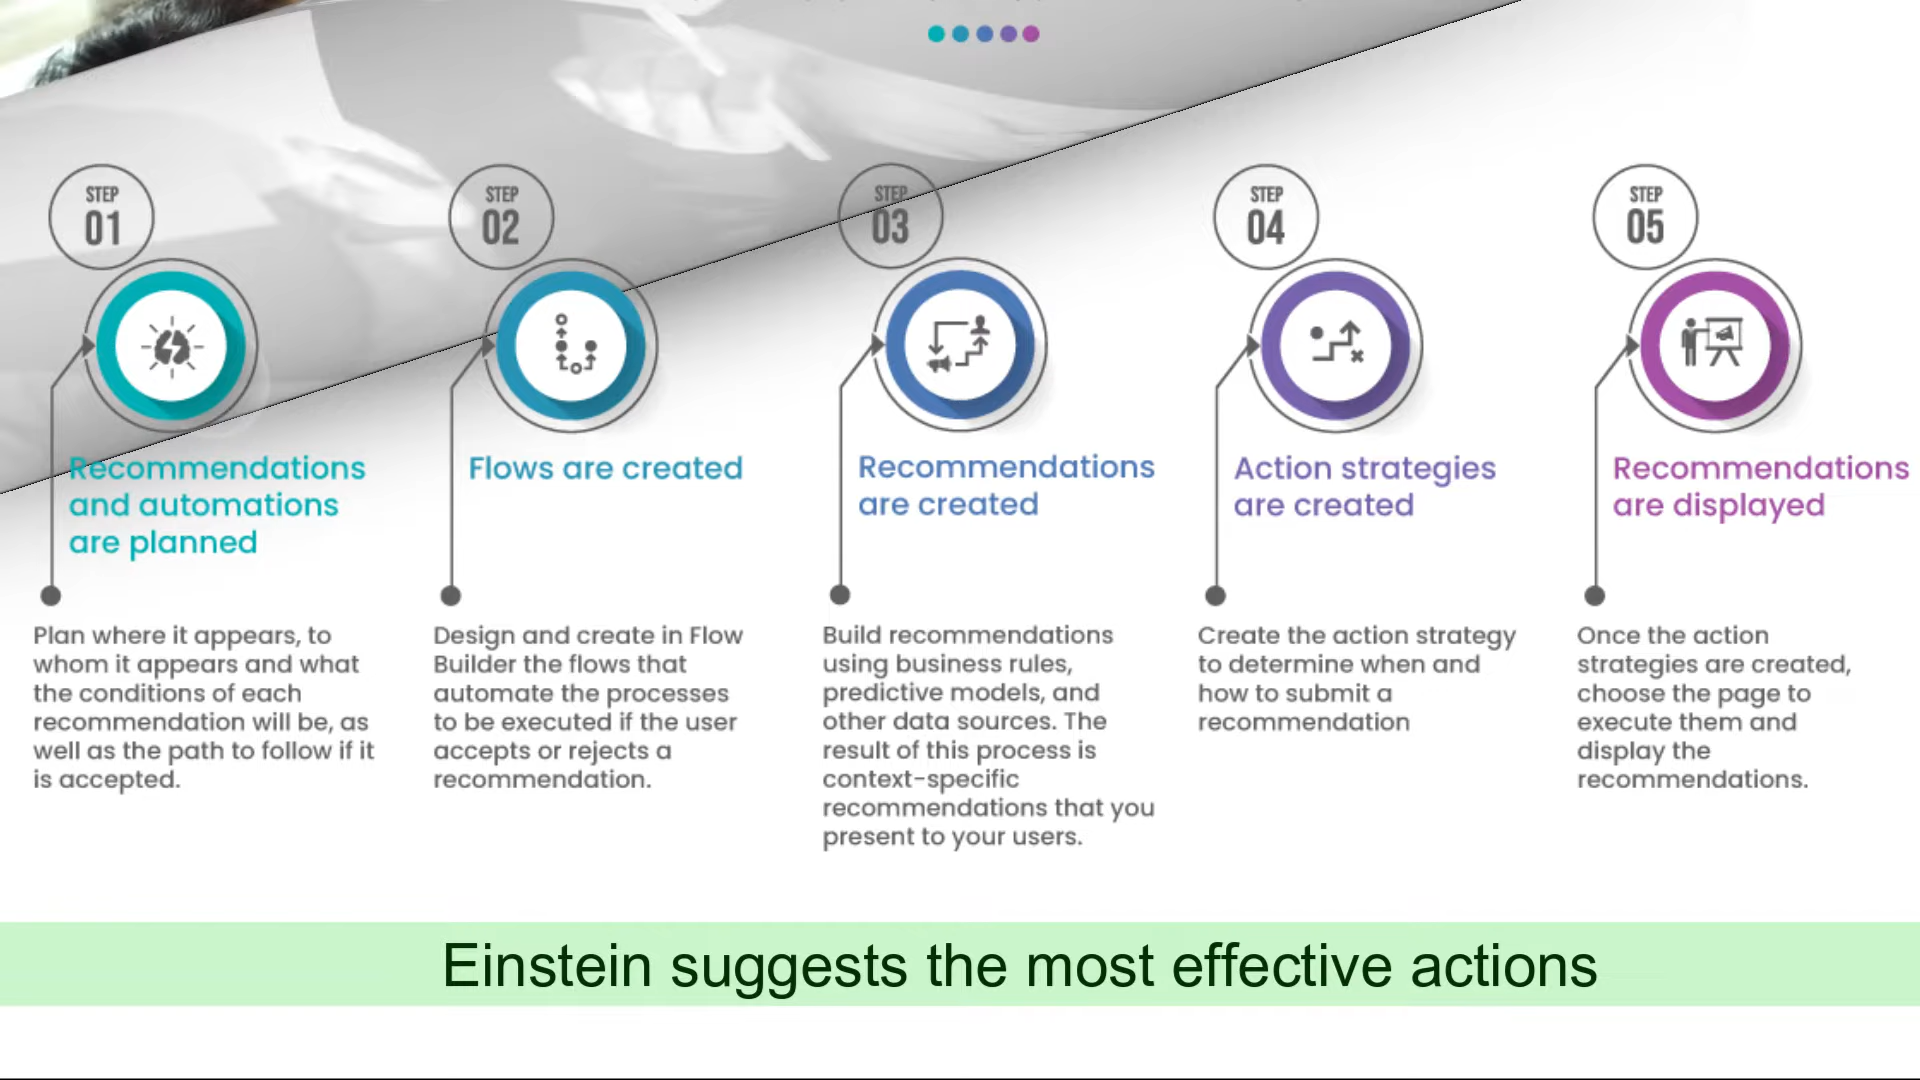 STEP
01
Recommendations
and automations
are planned
Plan where it appears, to
whom it appears and what
the conditions of each
recommendation will be, as
well as the path to follow if it
is accepted.
STEP
02
Flows are created
Design and create in Flow
Builder the flows that
automate the processes
to be executed if the user
accepts or rejects a
recommendation.
STEP
03
Recommendations
are created
Build recommendations
using business rules,
predictive models, and
other data sources. The
result of this process is
context-specific
recommendations that you
present to your users.
STEP
04
Action strategies
are created
Create the action strategy
to determine when and
how to submit a
recommendation
STEP
05
Recommendations
are displayed
Once the action
strategies are created,
choose the page to
execute them and
display the
recommendations.
Einstein suggests the most effective actions